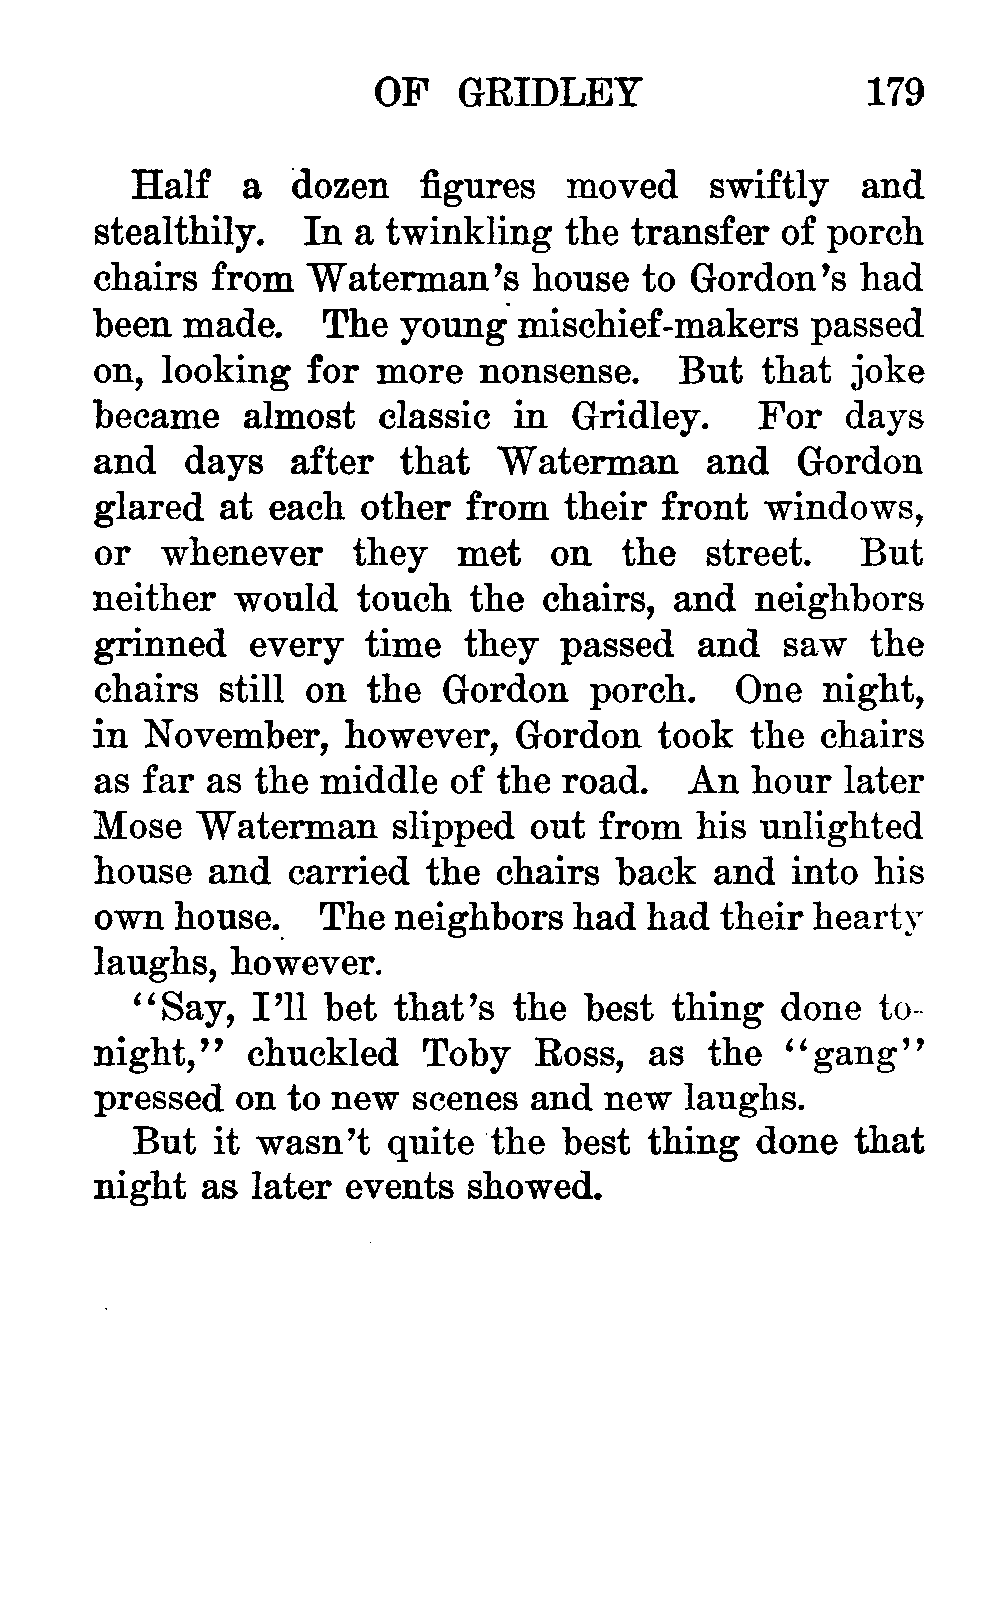 OF GRIDLEY 179
Half a dozen figures moved swiftly and
stealthily. In a twinkling the transfer of porch
chairs from Waterman's house to Gordon's had
been made. The young mischief-makers passed
on, looking for more nonsense. But that joke
became almost classic in Gridley. For days
and days after that Waterman and Gordon
glared at each other from their front windows,
or whenever they met on the street. But
neither would touch the chairs, and neighbors
grinned every time they passed and saw the
chairs still on the Gordon porch. One night,
in November, however, Gordon took the chairs
as far as the middle of the road. An hour later
Mose Waterman slipped out from his unlighted
house and carried the chairs back and into his
own house. The neighbors had had their hearty
laughs, however.
"Say, I'll bet that's the best thing done to-
night," chuckled Toby Ross, as the "gang"
pressed on to new scenes and new laughs.
But it wasn't quite the best thing done that
night as later events showed.